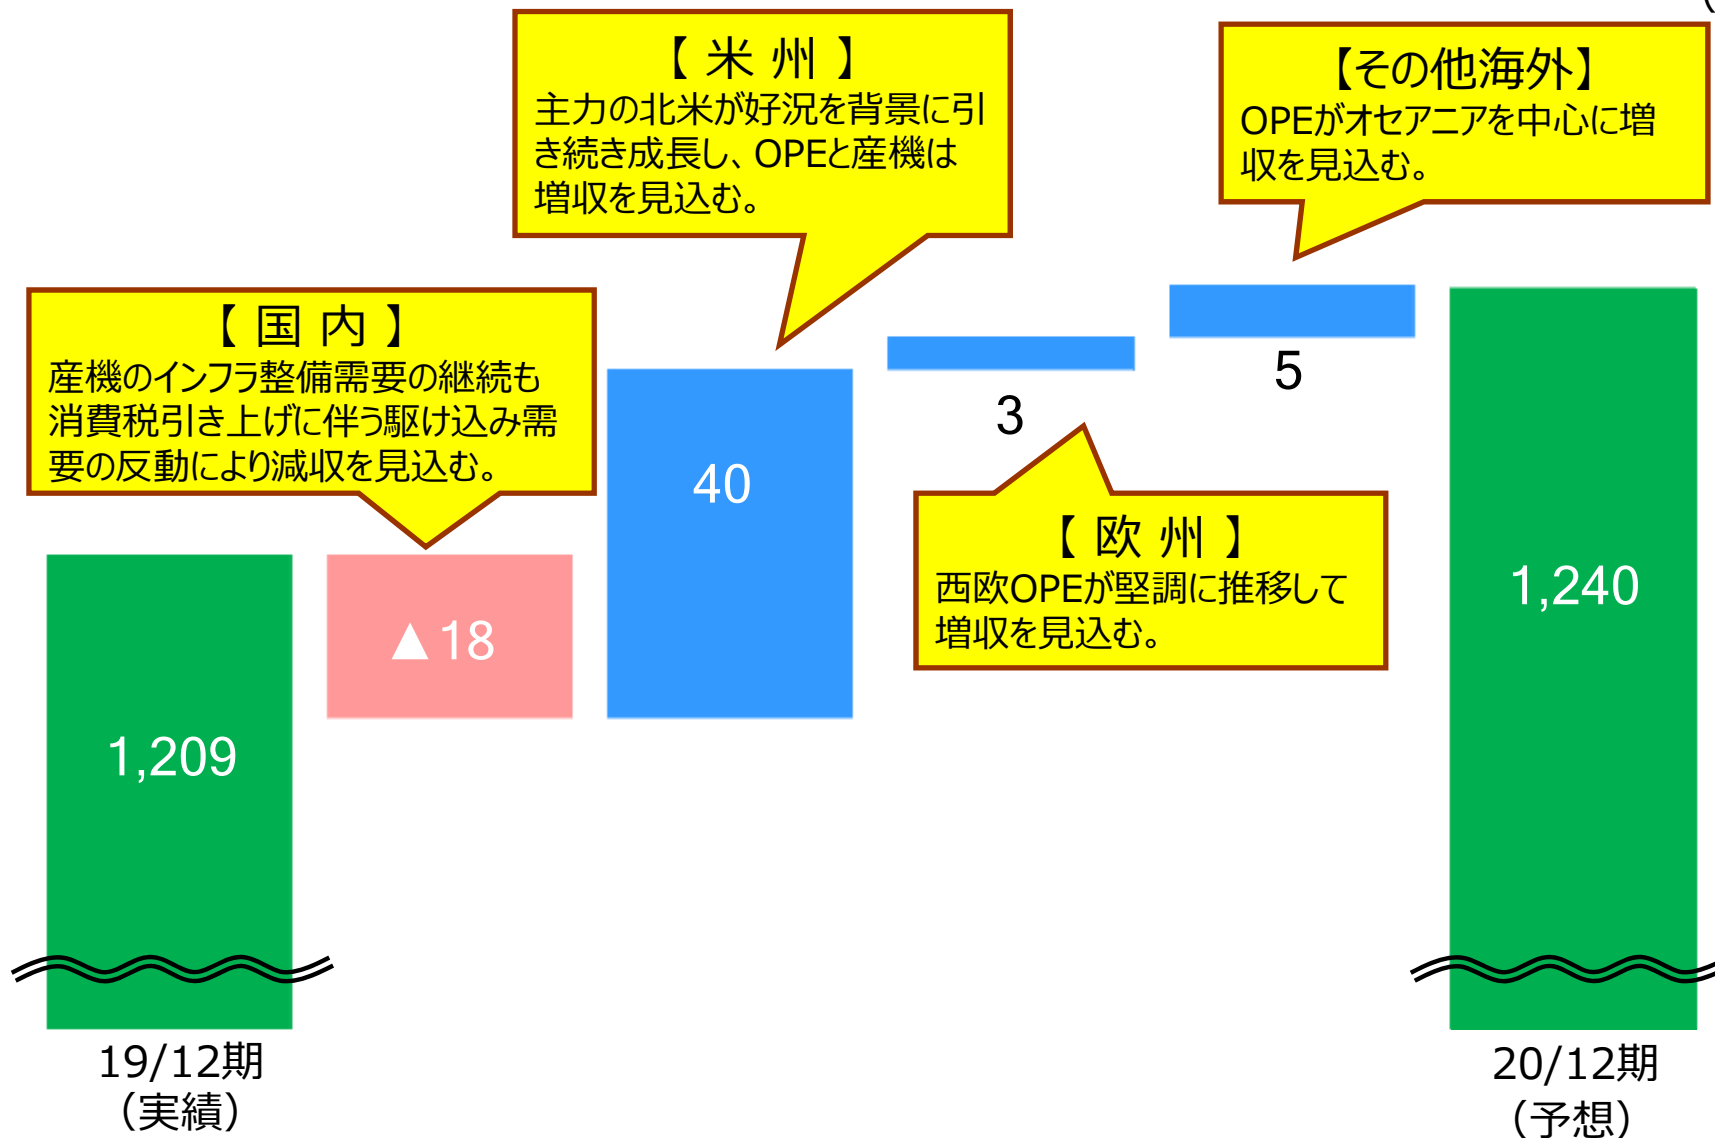 （
【 米 州 】
主力の北米が好況を背景に引
き続き成長し、OPEと産機は
増収を見込む。
【その他海外】
OPEがオセアニアを中心に増
収を見込む。
【 国 内 】
産機のインフラ整備需要の継続も
消費税引き上げに伴う駆け込み需
要の反動により減収を見込む。
5
3
40
【 欧 州 】
西欧OPEが堅調に推移して
増収を見込む。
▲18
1,240
1,209
19/12期
（実績）
20/12期
（予想）